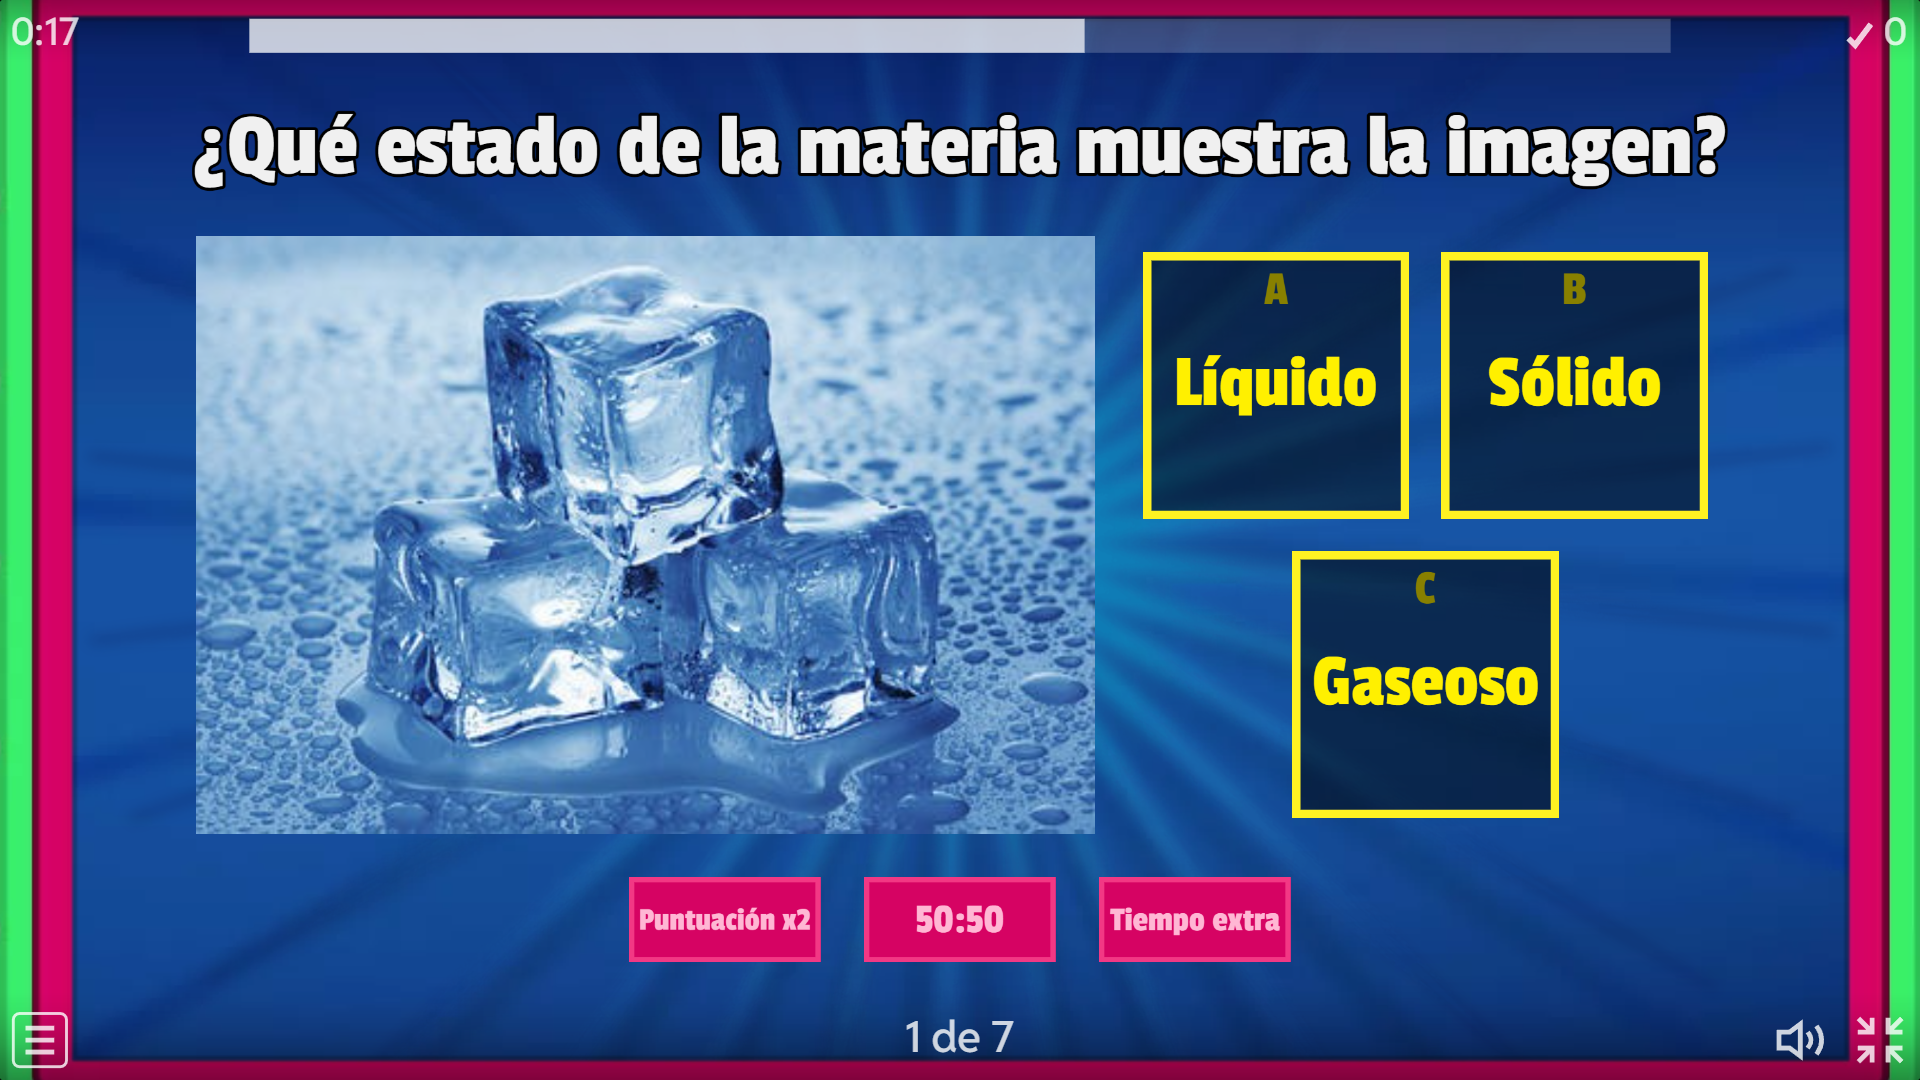 0:17
0
¿Qué estado de la materia muestra la imagen?
A
Líquido
B
Sólido
C
Gaseoso
Puntuación x2
50:50
Tiempo extra
1 de 7